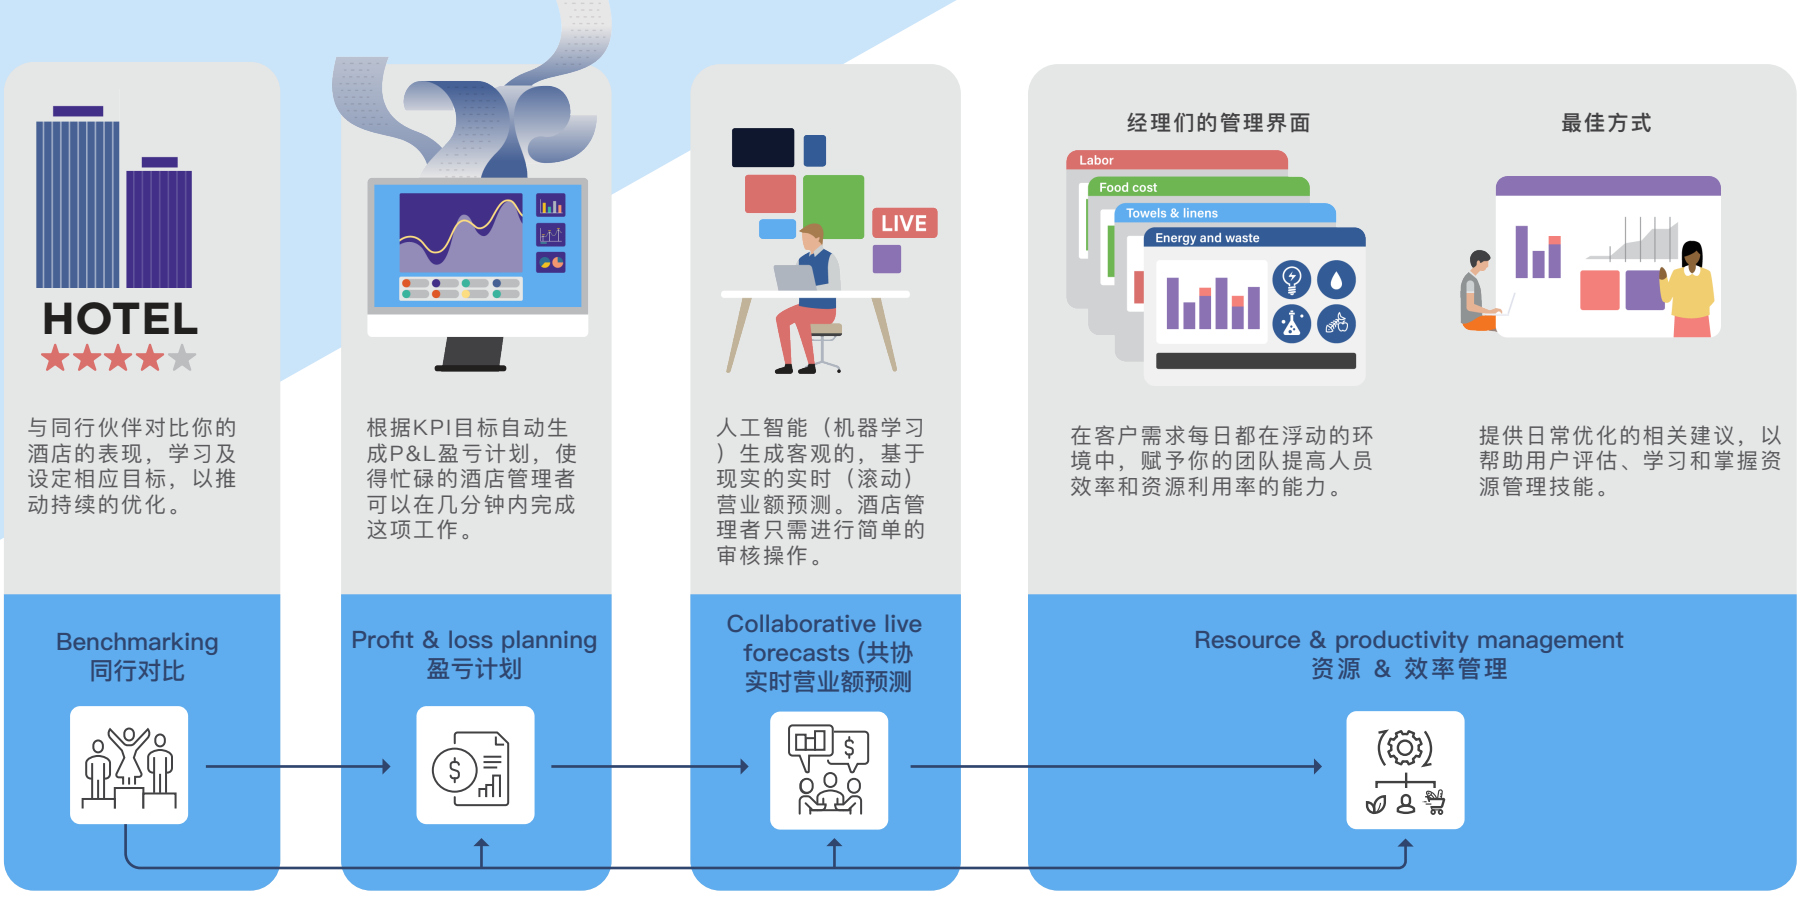 HOTEL
与同行伙伴对比你的
酒店的表现，学习及
设定相应目标，以推
动持续的优化。
Benchmarking
同行对比
根据KPI目标自动生
成P&L盈亏计划，使
得忙碌的酒店管理者
可以在几分钟内完成
这项工作。
Profit & loss planning
盈亏计划
$
LIVE
人工智能（机器学习
）生成客观的，基于
现实的实时（滚动）
营业额预测。酒店管
理者只需进行简单的
审核操作。
Collaborative live
forecasts (共协
实时营业额预测
$
经理们的管理界面
Labor
Food cost
Towels & linens
Energy and waste
在客户需求每日都在浮动的环
境中，赋予你的团队提高人员
效率和资源利用率的能力。
最佳方式
提供日常优化的相关建议，以
帮助用户评估、学习和掌握资
源管理技能。
Resource & productivity management
资源 & 效率管理